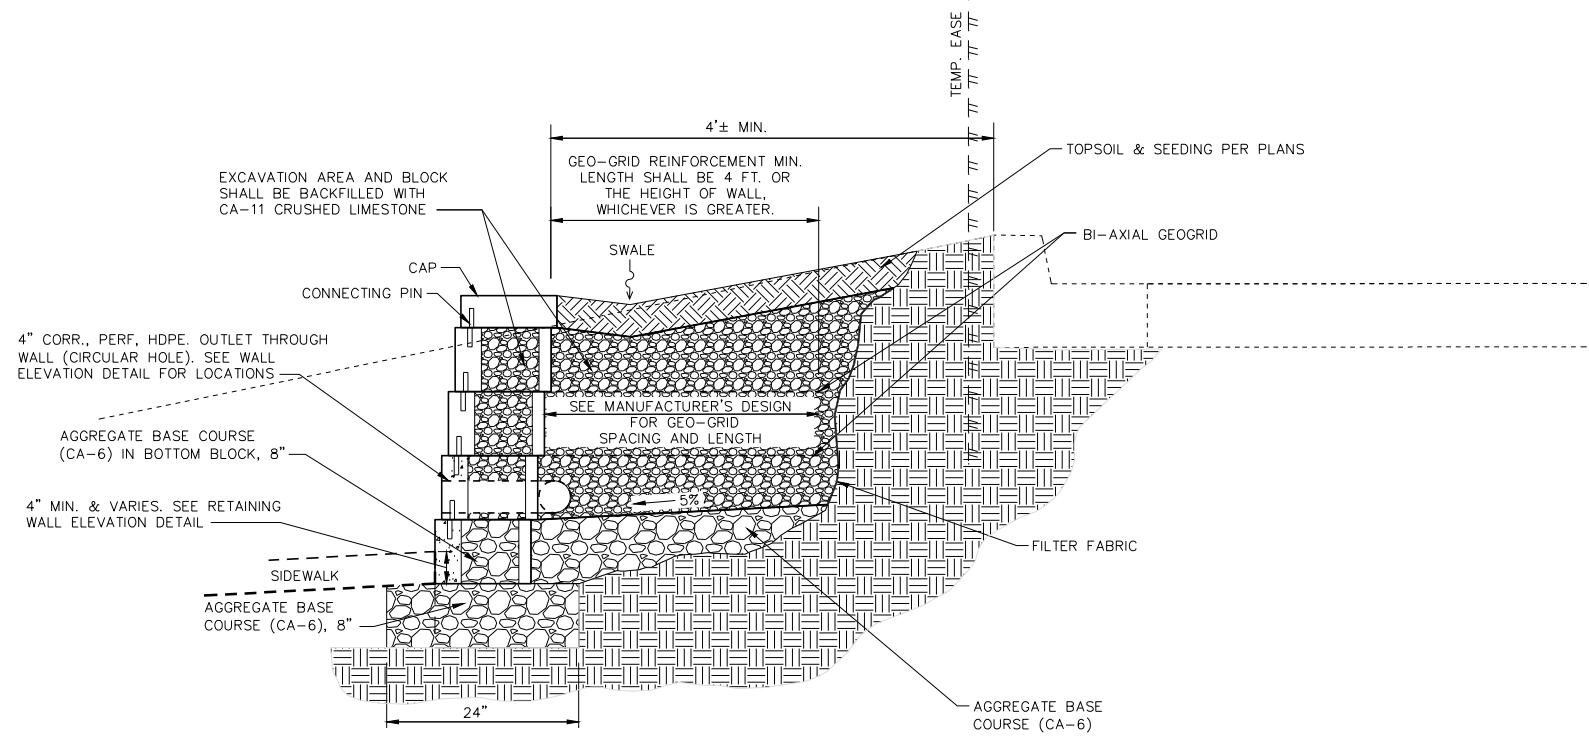 TEMP. EASE
4'± MIN.
TOPSOIL & SEEDING PER PLANS
GEO-GRID REINFORCEMENT MIN.
LENGTH SHALL BE 4 FT. OR
THE HEIGHT OF WALL,
WHICHEVER IS GREATER.
EXCAVATION AREA AND BLOCK
SHALL BE BACKFILLED WITH
CA-11 CRUSHED LIMESTONE
BI-AXIAL GEOGRID
SWALE
CAP
CONNECTING PIN
4" CORR., PERF, HDPE. OUTLET THROUGH
WALL (CIRCULAR HOLE). SEE WALL
ELEVATION DETAIL FOR LOCATIONS
SEE MANUFACTURER'S DESIGN
FOR GEO-GRID
SPACING AND LENGTH
AGGREGATE BASE COURSE
(CA-6) IN BOTTOM BLOCK, 8"
5%
4" MIN. & VARIES. SEE RETAINING
WALL ELEVATION DETAIL
FILTER FABRIC
SIDEWALK
AGGREGATE BASE
COURSE (CA-6), 8"
24"
AGGREGATE BASE
COURSE (CA-6)